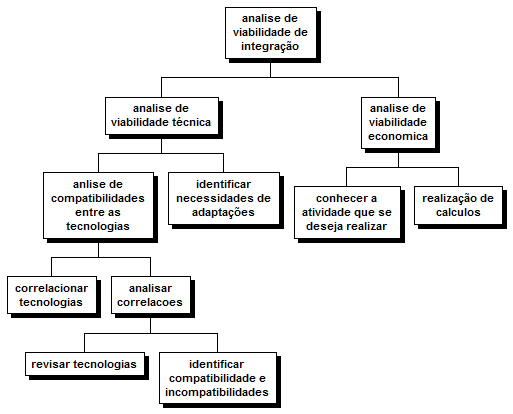 analise de
viabilidade de
integração
analise de
viabilidade técnica
analise de
viabilidade
economica
anlise de
compatibilidades
entre as
tecnologias
identificar
necessidades de
adaptações
conhecer a
atividade que se
deseja realizar
realização de
calculos
correlacionar
tecnologias
analisar
correlacoes
revisar tecnologias
identificar
compatibilidade e
incompatibilidades